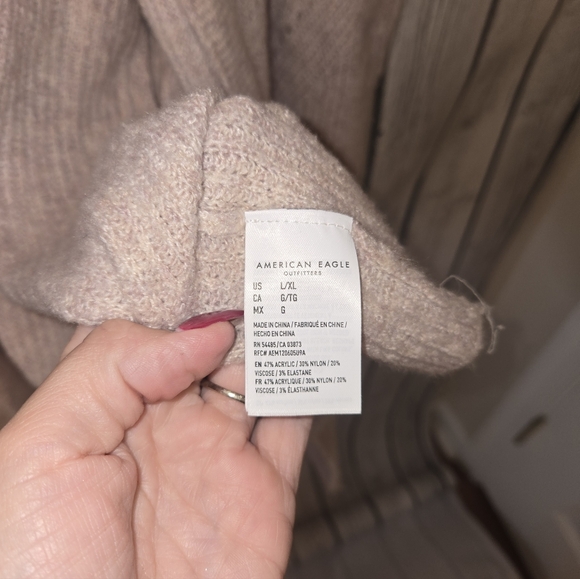 AMERICAN EAGLE
OUTFITTERS
US L/XL
CA G/TG
MX G
MADE IN CHINA / FABRIQUÉ EN CHINE /
HECHO EN CHINA
RN 54485/CA 03873
RFC# AEM1206DSU9A
EN 47% ACRYLIC / 30% NYLON / 20%
VISCOSE / 3% ELASTANE
FR 47% ACRYLIQUE / 30% NYLON / 20%
VISCOSE / 3% ÉLASTHANNE